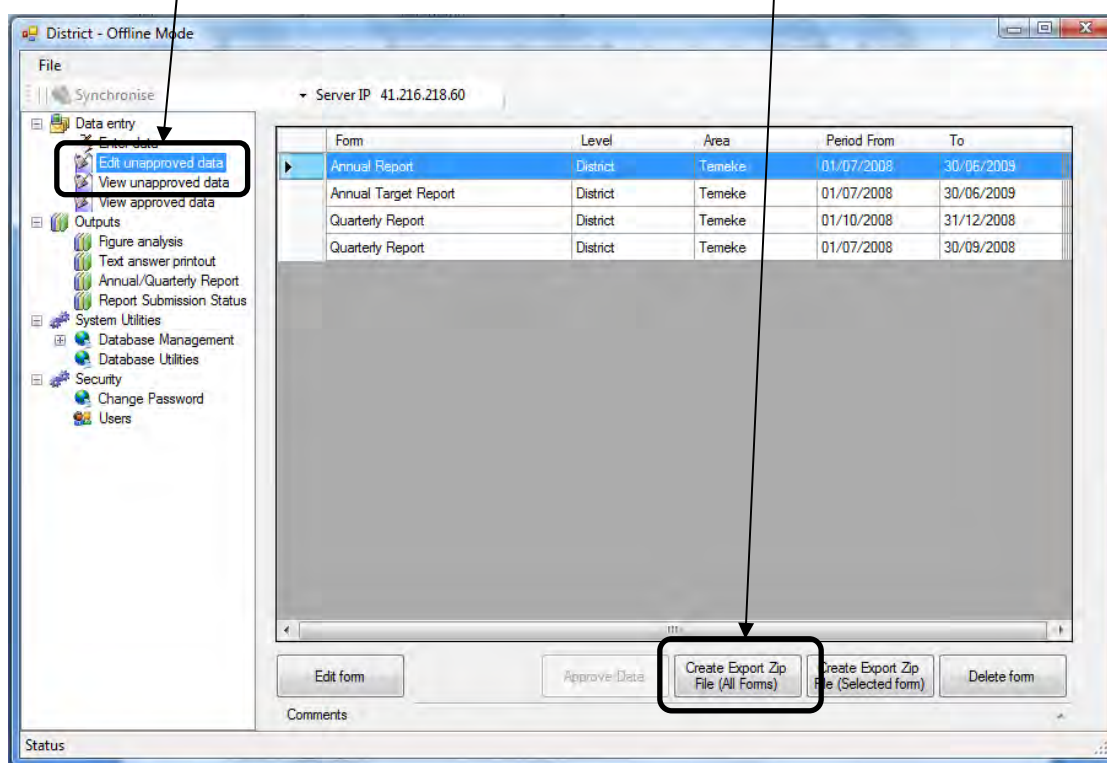 District - Offline Mode
File
Synchronise
Server IP 41.216.218.60
Data entry
Enter data
Edit unapproved data
View unapproved data
View approved data
Outputs
Figure analysis
Text answer printout
Annual/Quarterly Report
Report Submission Status
System Utilities
Database Management
Database Utilities
Security
Change Password
Users
Form Level Area Period From To
Annual Report District Temeke 01/07/2008 30/06/2009
Annual Target Report District Temeke 01/07/2008 30/06/2009
Quarterly Report District Temeke 01/10/2008 31/12/2008
Quarterly Report District Temeke 01/07/2008 30/09/2008
Edit form
Approve Data
Create Export Zip
File (All Forms)
Create Export Zip
File (Selected form)
Delete form
Comments
Status